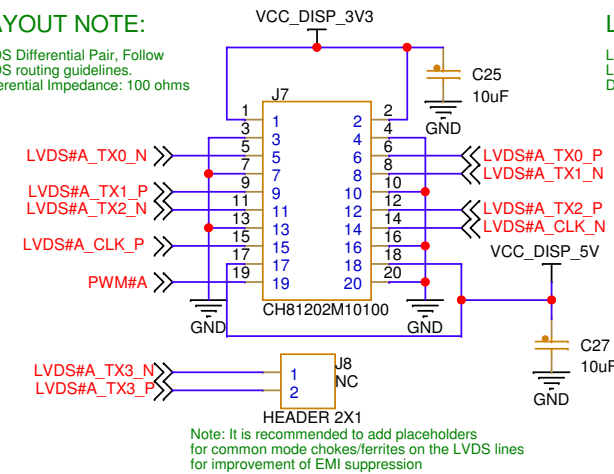 AYOUT NOTE:
DS Differential Pair, Follow
DS routing guidelines.
erential Impedance: 100 ohms
VCC_DISP_3V3
L
L
L
D
C25
10uF
GND
J7
1 1 2 2
3 3 4 4
LVDS#A_TX0_N 5 5 6 6 LVDS#A_TX0_P
7 7 8 8 LVDS#A_TX1_N
LVDS#A_TX1_P 9 9 10 10
LVDS#A_TX2_N 11 11 12 12 LVDS#A_TX2_P
13 13 14 14 LVDS#A_CLK_N
LVDS#A_CLK_P 15 15 16 16
17 17 18 18
PWM#A 19 19 20 20
VCC_DISP_5V
CH81202M10100
GND
GND
C27
10uF
GND
J8
NC
LVDS#A_TX3_N 1
LVDS#A_TX3_P 2
HEADER 2X1
Note: It is recommended to add placeholders
for common mode chokes/ferrites on the LVDS lines
for improvement of EMI suppression